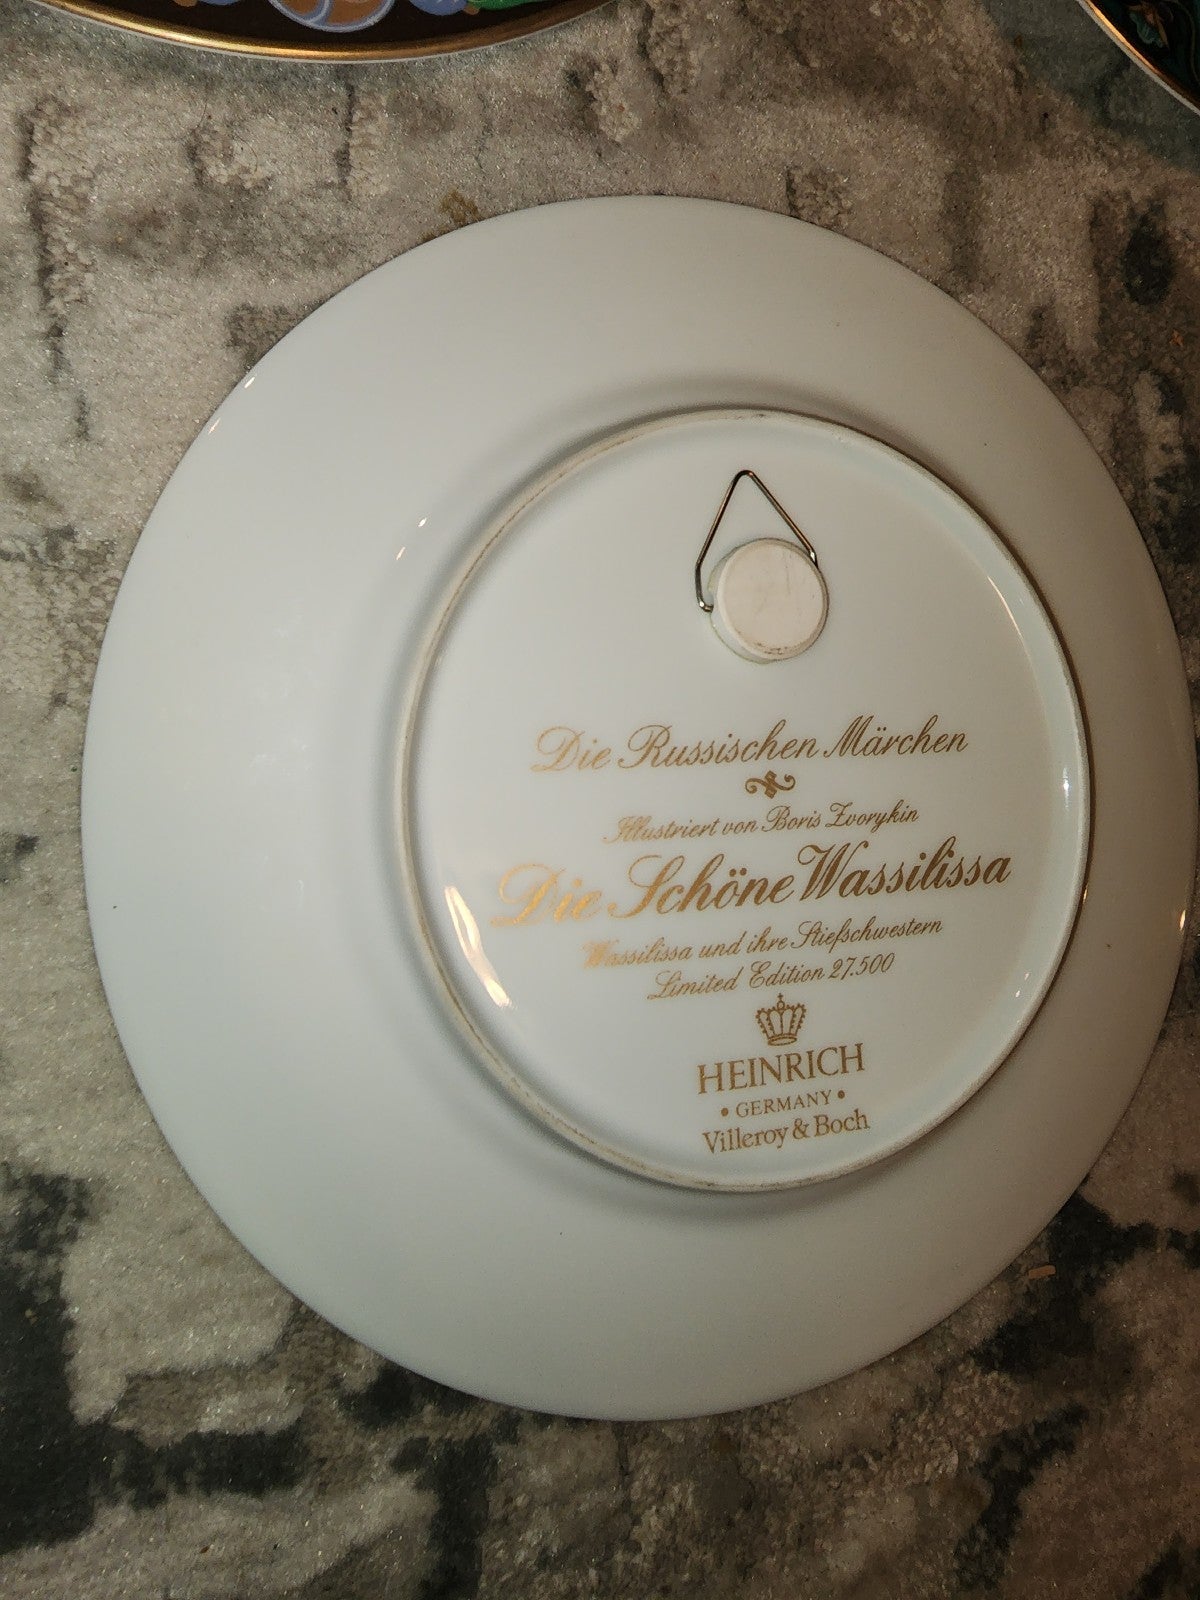 Die Russischen Märchen
Illustriert von Boris Zvorykin
Die Schöne Wassilissa
Wassilissa und ihre Stiefschwestern
Limited Edition 27.500
HEINRICH
• GERMANY •
Villeroy & Boch